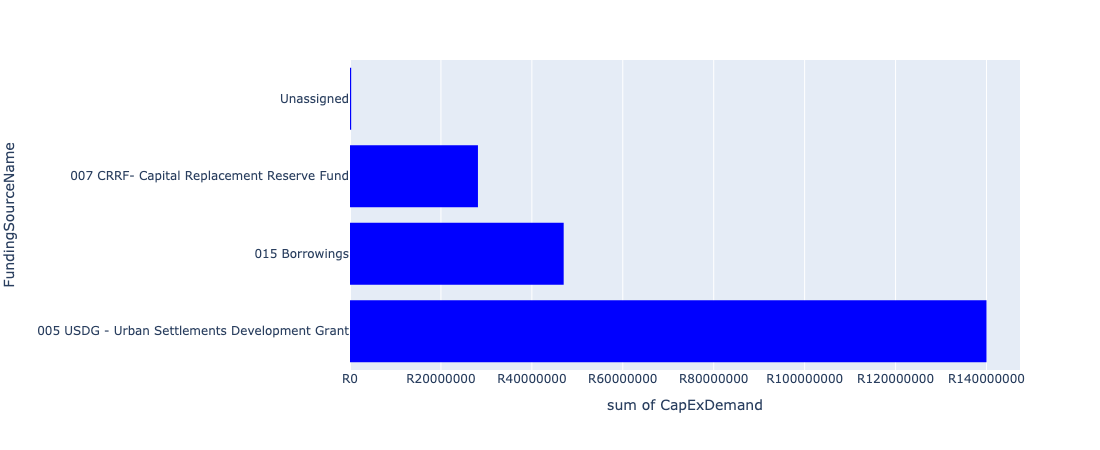 FundingSourceName
Unassigned
007 CRRF- Capital Replacement Reserve Fund
015 Borrowings
005 USDG - Urban Settlements Development Grant
R0 R20000000 R40000000 R60000000 R80000000 R100000000 R120000000 R140000000
sum of CapExDemand